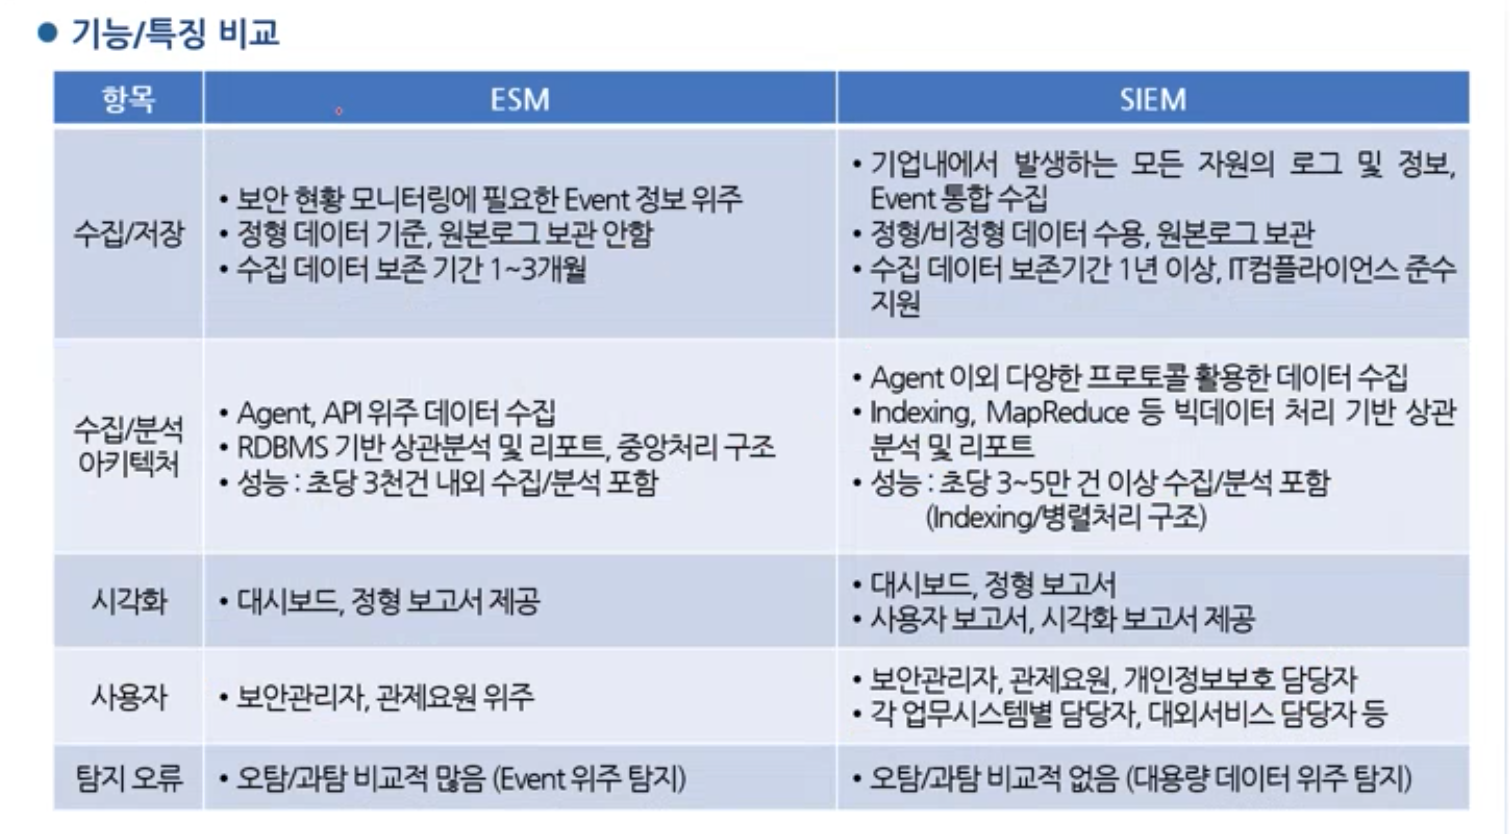 ● 기능/특징 비교
항목
ESM
SIEM
수집/저장
• 보안 현황 모니터링에 필요한 Event 정보 위주
• 정형 데이터 기준, 원본로그 보관 안함
• 수집 데이터 보존 기간 1~3개월
• 기업내에서 발생하는 모든 자원의 로그 및 정보,
Event 통합 수집
• 정형/비정형 데이터 수용, 원본로그 보관
• 수집 데이터 보존기간 1년 이상, IT컴플라이언스 준수
지원
수집/분석
아키텍처
• Agent, API 위주 데이터 수집
• RDBMS 기반 상관분석 및 리포트, 중앙처리 구조
• 성능 : 초당 3천건 내외 수집/분석 포함
• Agent 이외 다양한 프로토콜 활용한 데이터 수집
• Indexing, MapReduce 등 빅데이터 처리 기반 상관
분석 및 리포트
• 성능 : 초당 3~5만 건 이상 수집/분석 포함
(Indexing/병렬처리 구조)
시각화
• 대시보드, 정형 보고서 제공
• 대시보드, 정형 보고서
• 사용자 보고서, 시각화 보고서 제공
사용자
• 보안관리자, 관제요원 위주
• 보안관리자, 관제요원, 개인정보보호 담당자
• 각 업무시스템별 담당자, 대외서비스 담당자 등
탐지 오류
• 오탐/과탐 비교적 많음 (Event 위주 탐지)
• 오탐/과탐 비교적 없음 (대용량 데이터 위주 탐지)